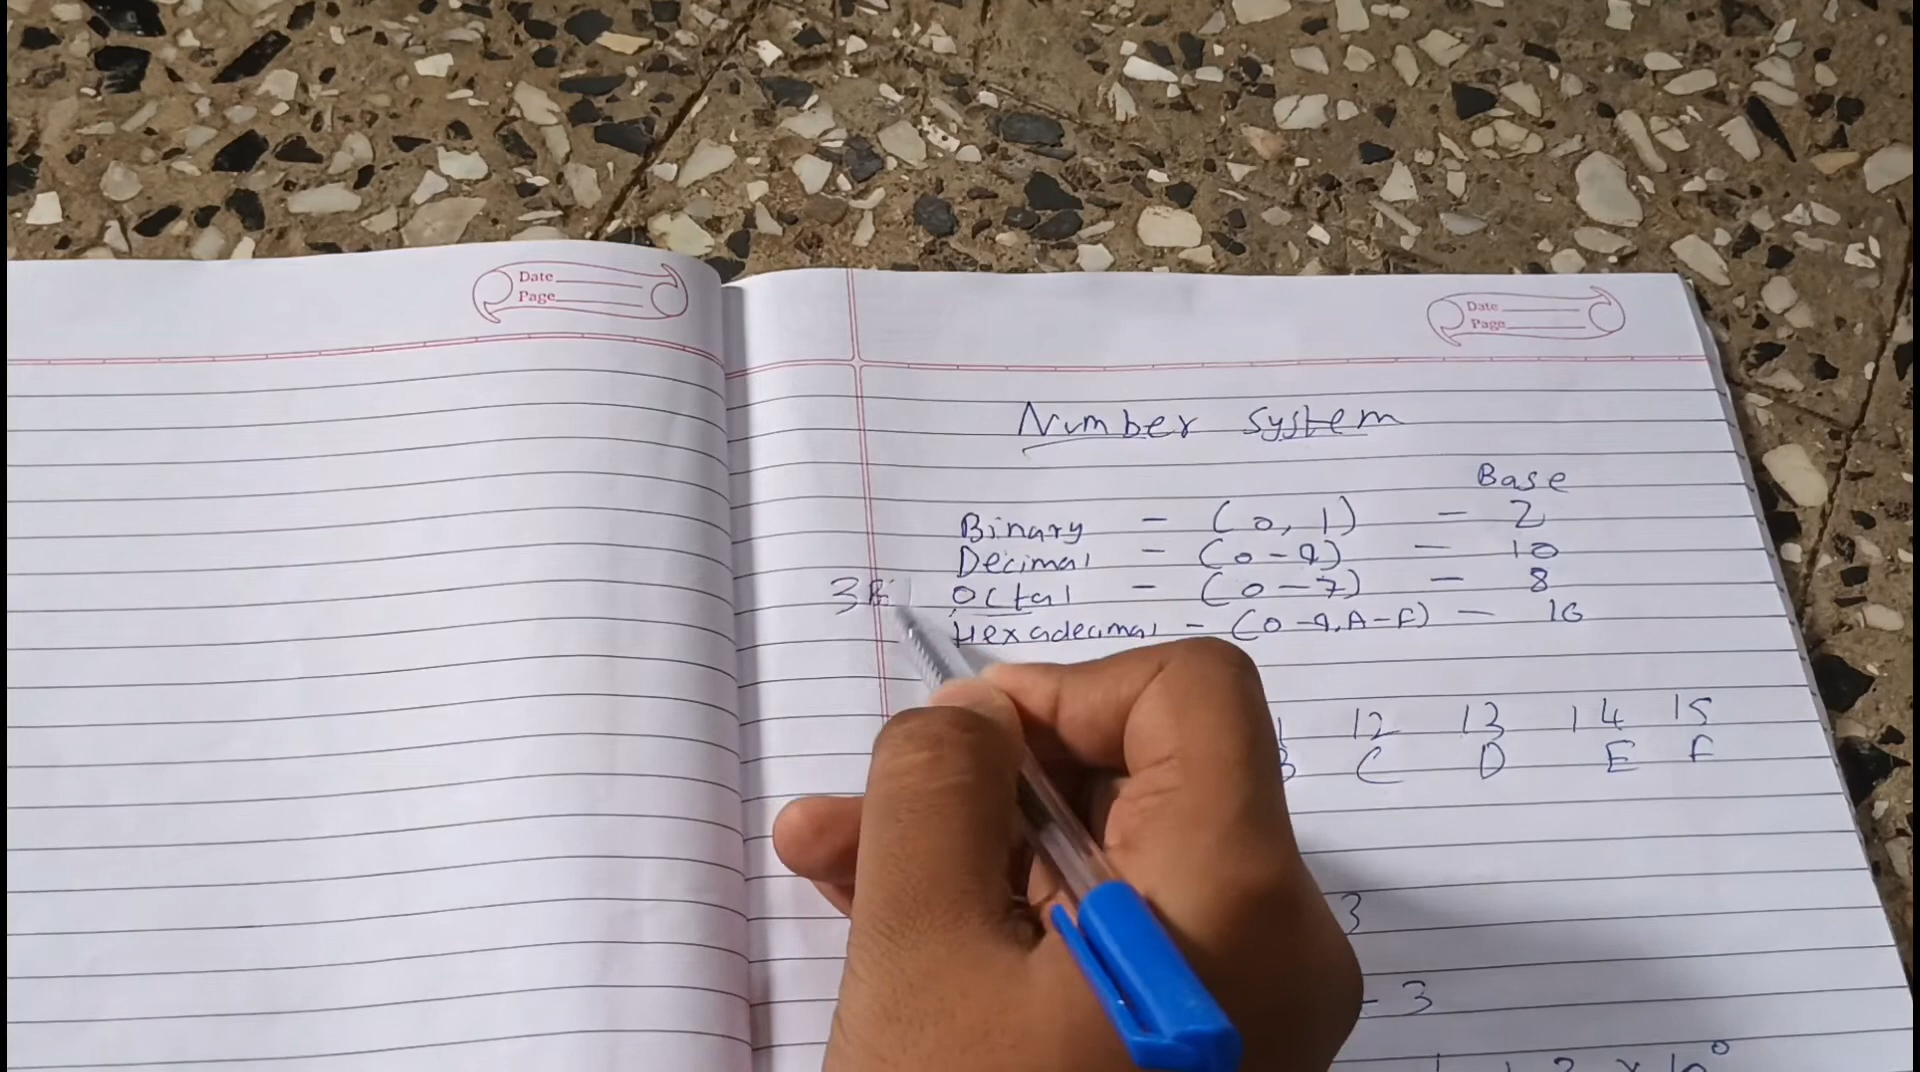 Date
Page
Date
Page
Number system
Base
Binary - (0, 1) - 2
Decimal - (0-9) - 10
3Bi Octal - (0-7) - 8
Hexadecimal - (0-9,A-F) - 16
12 13 14 15
C D E F
3
- 3